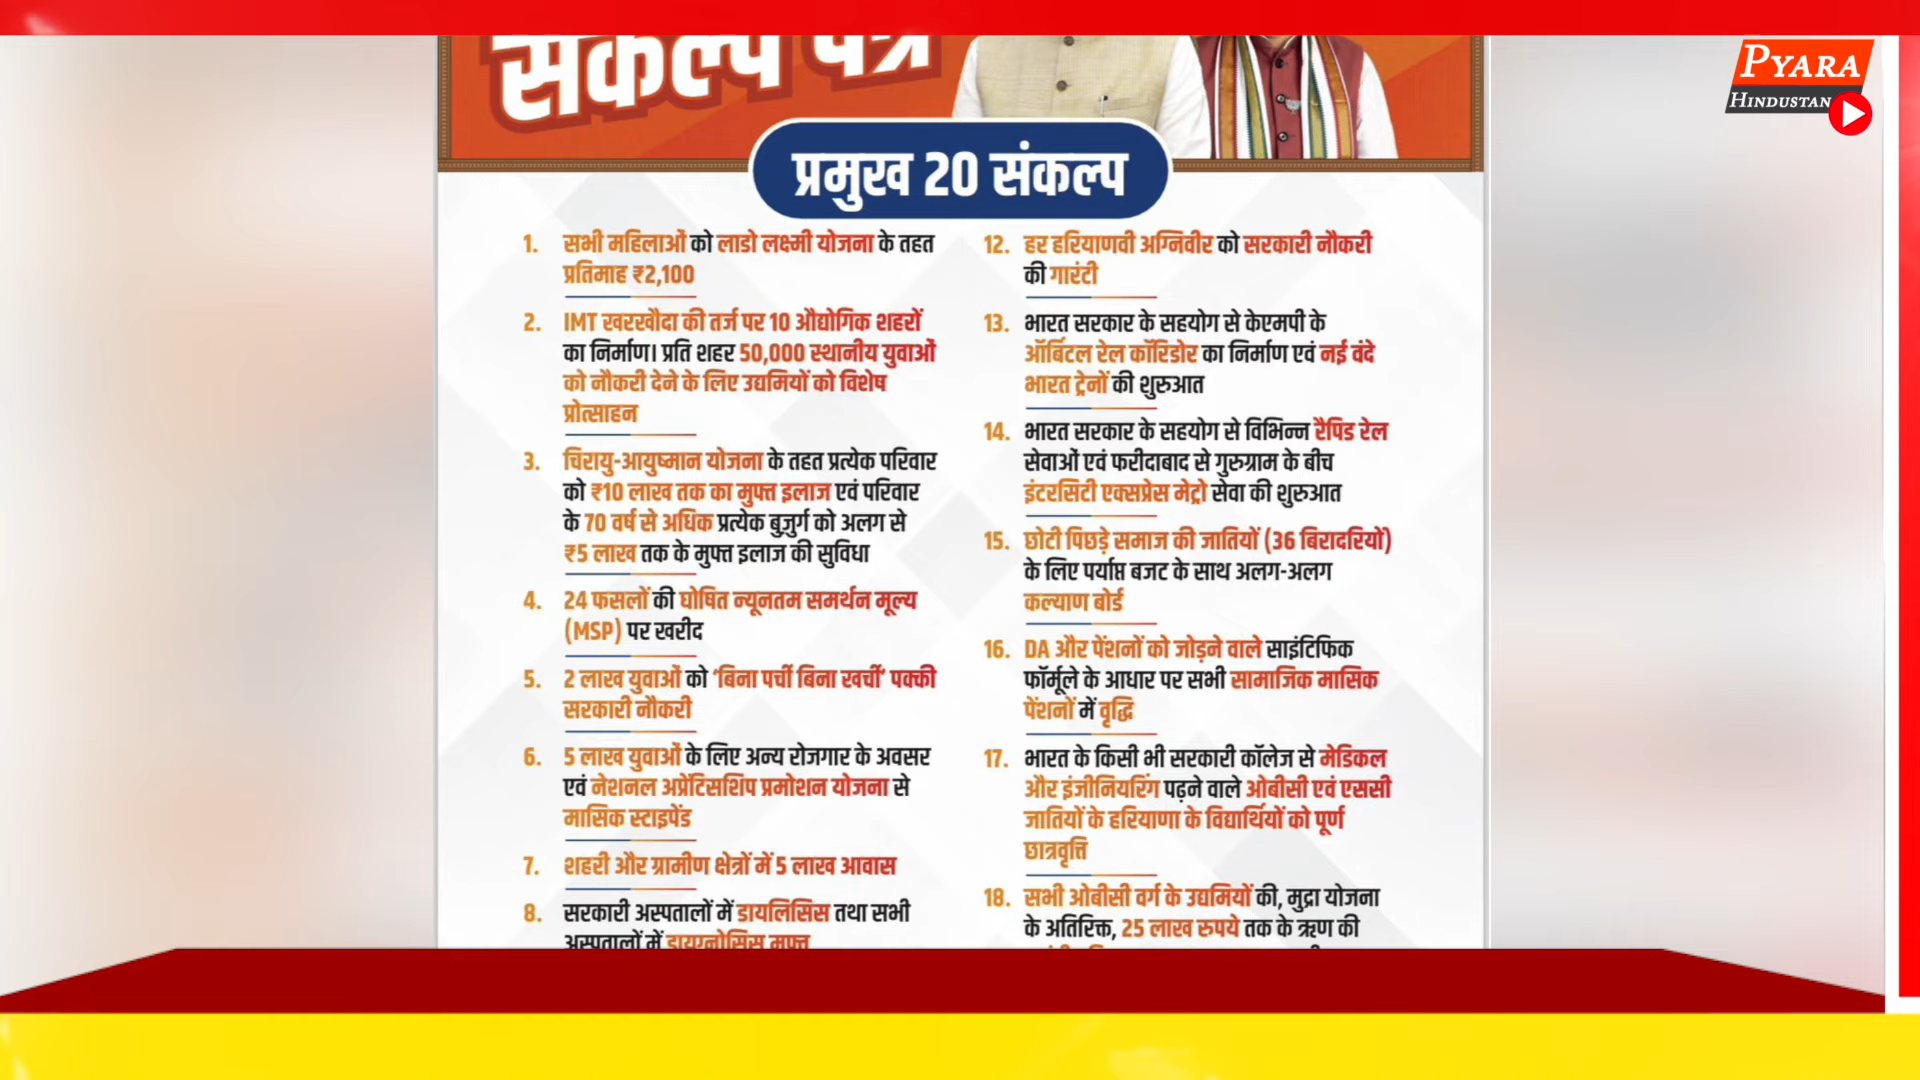 संकल्प पत्र
PYARA
HINDUSTAN
प्रमुख 20 संकल्प
1. सभी महिलाओं को लाडो लक्ष्मी योजना के तहत
प्रतिमाह ₹2,100
2. IMT खरखौदा की तर्ज पर 10 औद्योगिक शहरों
का निर्माण। प्रति शहर 50,000 स्थानीय युवाओं
को नौकरी देने के लिए उद्यमियों को विशेष
प्रोत्साहन
3. चिरायु-आयुष्मान योजना के तहत प्रत्येक परिवार
को ₹10 लाख तक का मुफ्त इलाज एवं परिवार
के 70 वर्ष से अधिक प्रत्येक बुजुर्ग को अलग से
₹5 लाख तक के मुफ्त इलाज की सुविधा
4. 24 फसलों की घोषित न्यूनतम समर्थन मूल्य
(MSP) पर खरीद
5. 2 लाख युवाओं को 'बिना पर्ची बिना खर्ची' पक्की
सरकारी नौकरी
6. 5 लाख युवाओं के लिए अन्य रोजगार के अवसर
एवं नेशनल अप्रेंटिसशिप प्रमोशन योजना से
मासिक स्टाइपेंड
7. शहरी और ग्रामीण क्षेत्रों में 5 लाख आवास
8. सरकारी अस्पतालों में डायलिसिस तथा सभी
अस्पतालों में डायग्नोसिस मुफ्त
12. हर हरियाणवी अग्निवीर को सरकारी नौकरी
की गारंटी
13. भारत सरकार के सहयोग से केएमपी के
ऑर्बिटल रेल कॉरिडोर का निर्माण एवं नई वंदे
भारत ट्रेनों की शुरुआत
14. भारत सरकार के सहयोग से विभिन्न रैपिड रेल
सेवाओं एवं फरीदाबाद से गुरुग्राम के बीच
इंटरसिटी एक्सप्रेस मेट्रो सेवा की शुरुआत
15. छोटी पिछड़े समाज की जातियों (36 बिरादरियों)
के लिए पर्याप्त बजट के साथ अलग-अलग
कल्याण बोर्ड
16. DA और पेंशनों को जोड़ने वाले साइंटिफिक
फॉर्मूले के आधार पर सभी सामाजिक मासिक
पेंशनों में वृद्धि
17. भारत के किसी भी सरकारी कॉलेज से मेडिकल
और इंजीनियरिंग पढ़ने वाले ओबीसी एवं एससी
जातियों के हरियाणा के विद्यार्थियों को पूर्ण
छात्रवृत्ति
18. सभी ओबीसी वर्ग के उद्यमियों की, मुद्रा योजना
के अतिरिक्त, 25 लाख रुपये तक के ऋण की